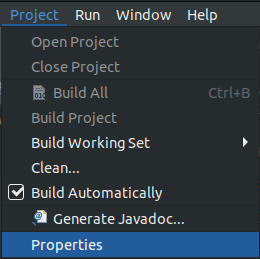 Project Run Window Help
Open Project
Close Project
Build All Ctrl+B
Build Project
Build Working Set
Clean...
Build Automatically
Generate Javadoc...
Properties